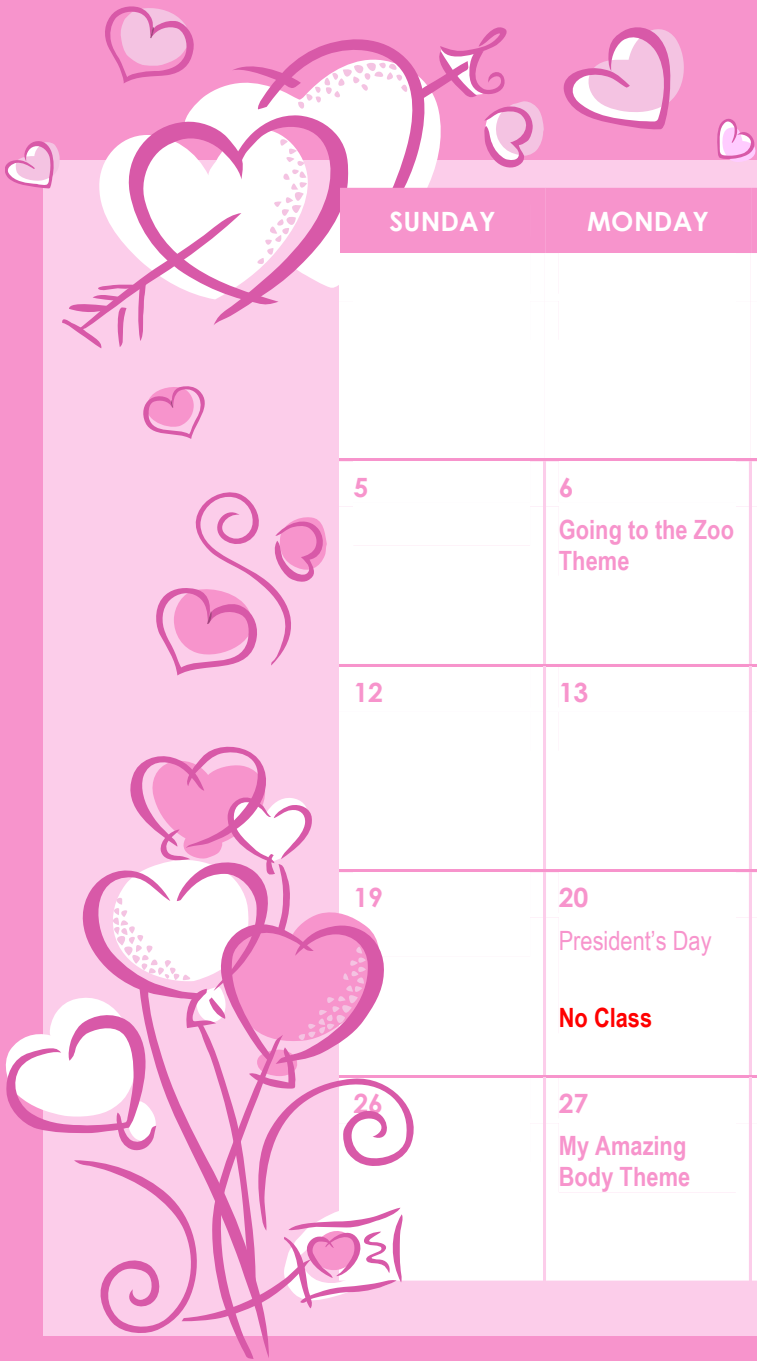 SUNDAY MONDAY
5 6
Going to the Zoo
Theme
12 13
19 20
President's Day
No Class
26 27
My Amazing
Body Theme